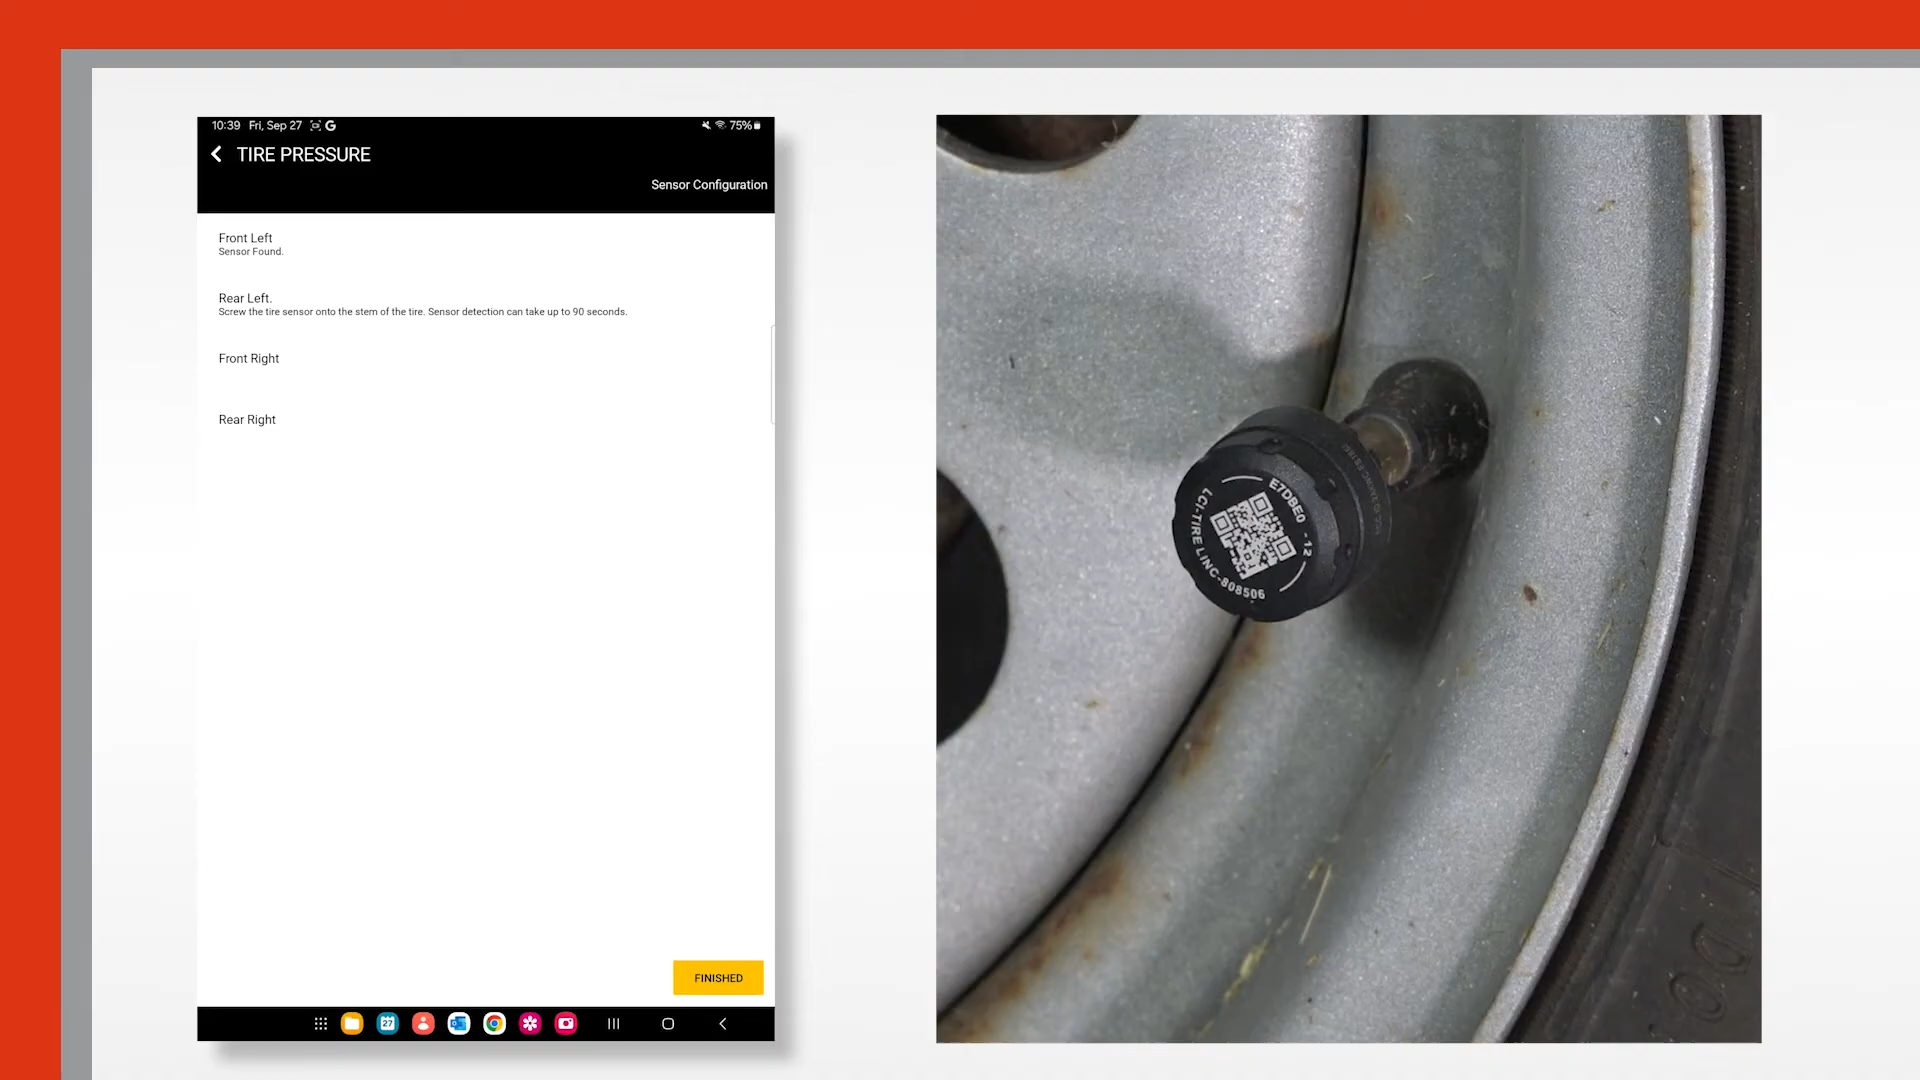 10:39 Fri, Sep 27 G 75%
TIRE PRESSURE
Sensor Configuration
Front Left
Sensor Found.
Rear Left.
Screw the tire sensor onto the stem of the tire. Sensor detection can take up to 90 seconds.
Front Right
Rear Right
FINISHED
27
E7DBE0 -12
LCI-TIRE LINC-808506